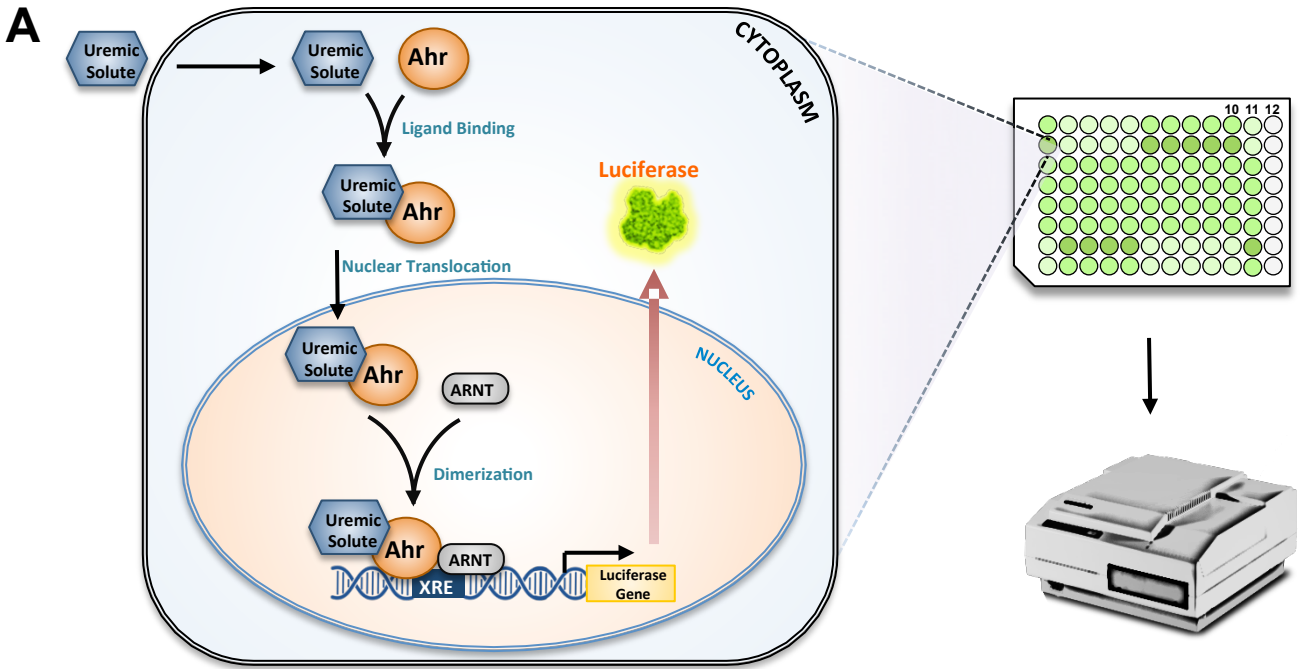 A
Uremic
Solute
Uremic
Solute
Ahr
CYTOPLASM
Ligand Binding
Uremic
Solute
Ahr
Luciferase
10 11 12
Nuclear Translocation
Uremic
Solute
Ahr
NUCLEUS
ARNT
Dimerization
Uremic
Solute
Ahr
ARNT
XRE
Luciferase
Gene